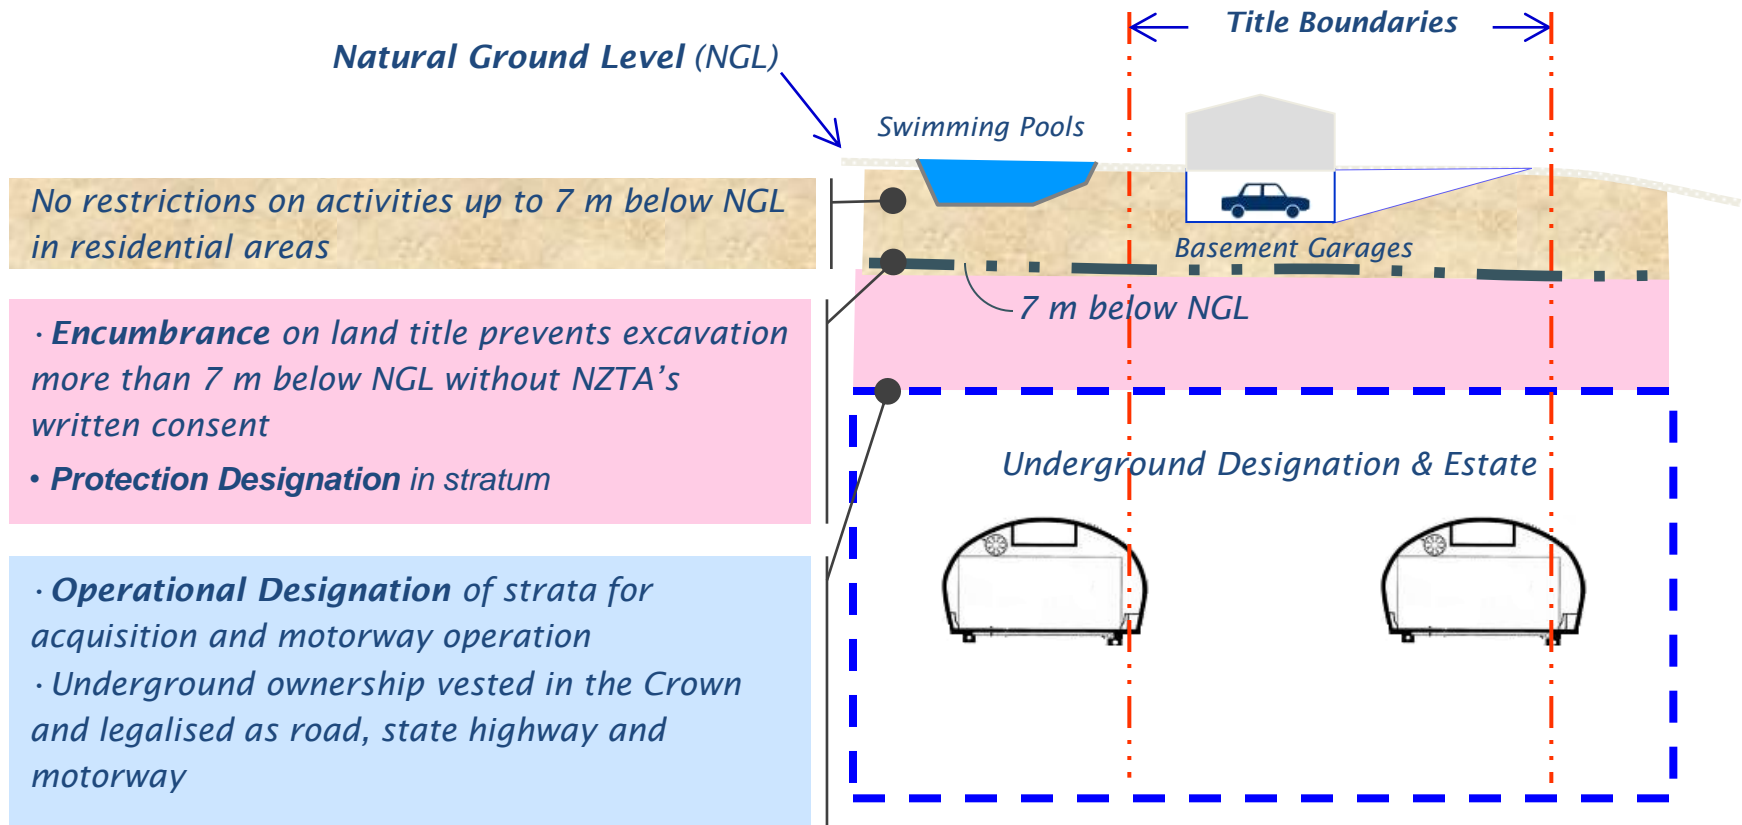 Title Boundaries
Natural Ground Level (NGL)
Swimming Pools
No restrictions on activities up to 7 m below NGL
in residential areas
Basement Garages
7 m below NGL
· Encumbrance on land title prevents excavation
more than 7 m below NGL without NZTA’s
written consent
• Protection Designation in stratum
Underground Designation & Estate
· Operational Designation of strata for
acquisition and motorway operation
· Underground ownership vested in the Crown
and legalised as road, state highway and
motorway